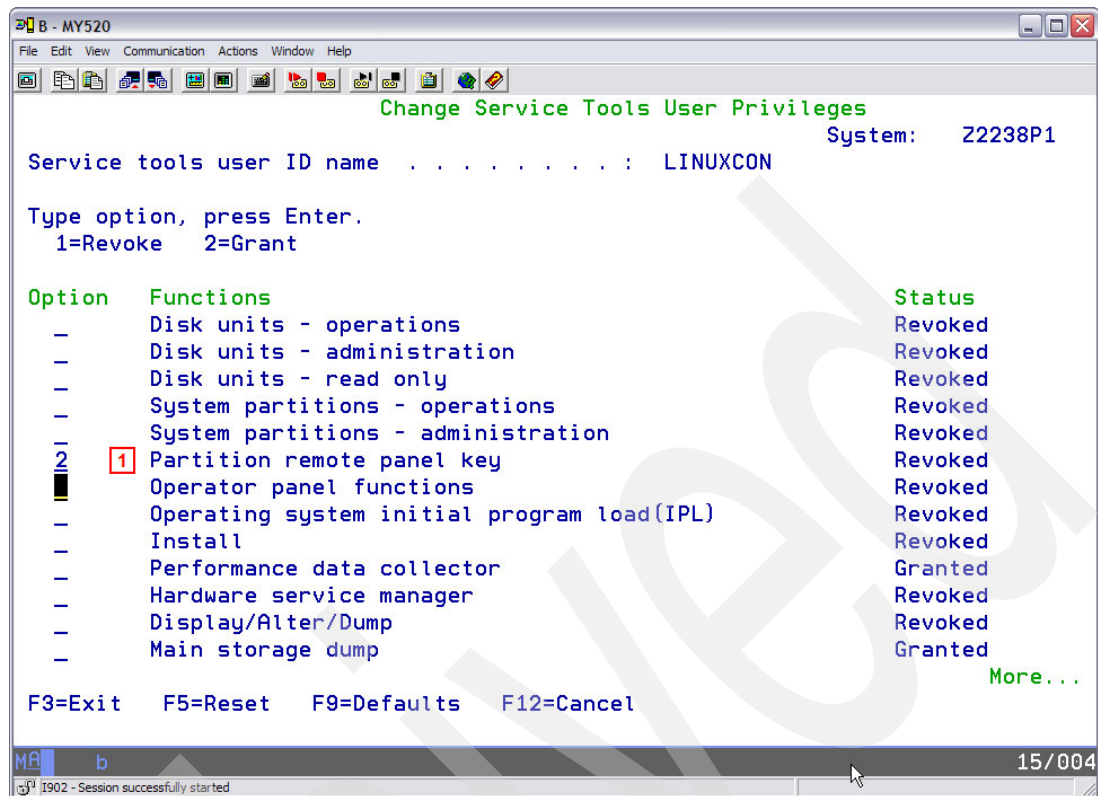 B - MY520
File Edit View Communication Actions Window Help
Change Service Tools User Privileges
System: Z2238P1
Service tools user ID name . . . . . . . . : LINUXCON
Type option, press Enter.
1=Revoke 2=Grant
Option Functions Status
_ Disk units - operations Revoked
_ Disk units - administration Revoked
_ Disk units - read only Revoked
_ System partitions - operations Revoked
_ System partitions - administration Revoked
2 1 Partition remote panel key Revoked
_ Operator panel functions Revoked
_ Operating system initial program load(IPL) Revoked
_ Install Revoked
_ Performance data collector Granted
_ Hardware service manager Revoked
_ Display/Alter/Dump Revoked
_ Main storage dump Granted
More...
F3=Exit F5=Reset F9=Defaults F12=Cancel
MA b 15/004
I902 - Session successfully started